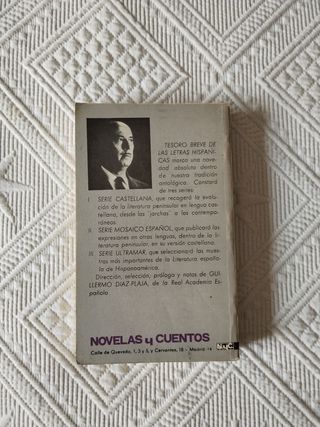 TESORO BREVE DE
LAS LETRAS HISPÁNI-
CAS marca una nove-
dad absoluta dentro
de nuestra tradición
antológica. Constará
de tres series:
I SERIE CASTELLANA, que recogerá la evolu-
ción de la literatura peninsular en lengua cas-
tellana, desde las "jarchas" a los contempo-
ráneos.
II SERIE MOSAICO ESPAÑOL, que publicará las
expresiones en otras lenguas, dentro de la li-
teratura peninsular, en su versión castellana.
III SERIE ULTRAMAR, que seleccionará las mues-
tras más importantes de la Literatura española
de Hispanoamérica.
Dirección, selección, prólogo y notas de GUI-
LLERMO DIAZ-PLAJA, de la Real Academia Es-
pañola
NOVELAS y CUENTOS
Calle de Quevedo, 1, 3 y 5, y Cervantes, 18 - Madrid-14
NyC